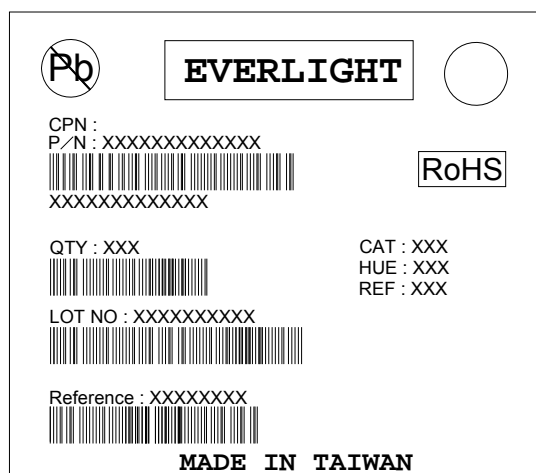 Pb
EVERLIGHT
CPN :
P/N : XXXXXXXXXXXXX
RoHS
XXXXXXXXXXXXX
QTY : XXX
CAT : XXX
HUE : XXX
REF : XXX
LOT NO : XXXXXXXXXX
Reference : XXXXXXXX
MADE IN TAIWAN